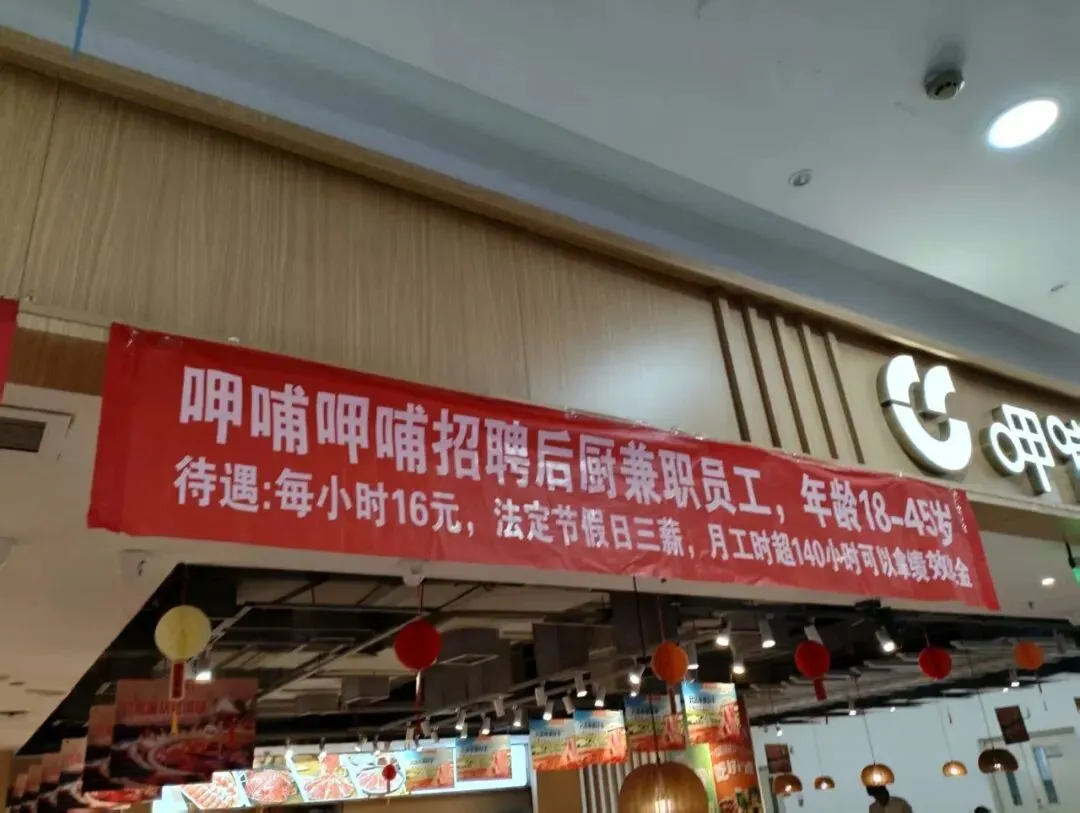 呷哺呷哺招聘后厨兼职员工，年龄18-45岁
待遇:每小时16元，法定节假日三薪，月工时超140小时可以拿绩效奖金
呷哺